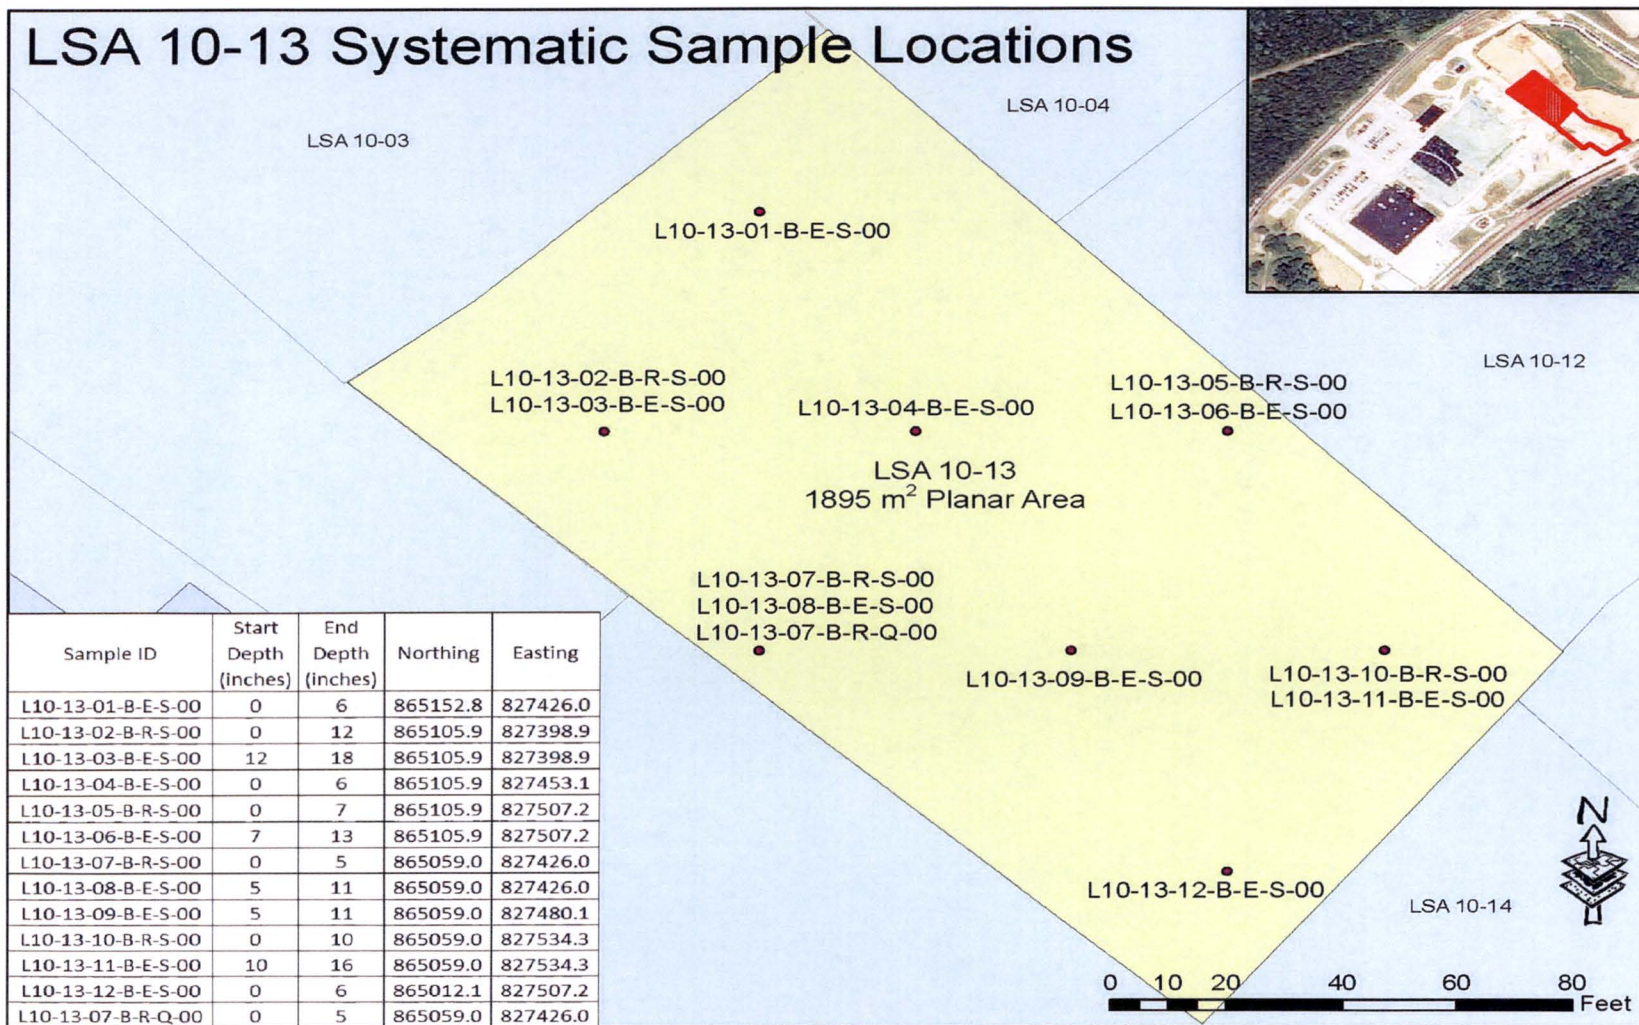 LSA 10-13 Systematic Sample Locations
LSA 10-04
LSA 10-03
L10-13-01-B-E-S-00
LSA 10-12
L10-13-02-B-R-S-00
L10-13-03-B-E-S-00
L10-13-04-B-E-S-00
L10-13-05-B-R-S-00
L10-13-06-B-E-S-00
LSA 10-13
1895 m² Planar Area
L10-13-07-B-R-S-00
L10-13-08-B-E-S-00
L10-13-07-B-R-Q-00
L10-13-09-B-E-S-00
L10-13-10-B-R-S-00
L10-13-11-B-E-S-00
L10-13-12-B-E-S-00
LSA 10-14
N
0 10 20 40 60 80
Feet
Sample ID Start Depth (inches) End Depth (inches) Northing Easting
L10-13-01-B-E-S-00 0 6 865152.8 827426.0
L10-13-02-B-R-S-00 0 12 865105.9 827398.9
L10-13-03-B-E-S-00 12 18 865105.9 827398.9
L10-13-04-B-E-S-00 0 6 865105.9 827453.1
L10-13-05-B-R-S-00 0 7 865105.9 827507.2
L10-13-06-B-E-S-00 7 13 865105.9 827507.2
L10-13-07-B-R-S-00 0 5 865059.0 827426.0
L10-13-08-B-E-S-00 5 11 865059.0 827426.0
L10-13-09-B-E-S-00 5 11 865059.0 827480.1
L10-13-10-B-R-S-00 0 10 865059.0 827534.3
L10-13-11-B-E-S-00 10 16 865059.0 827534.3
L10-13-12-B-E-S-00 0 6 865012.1 827507.2
L10-13-07-B-R-Q-00 0 5 865059.0 827426.0